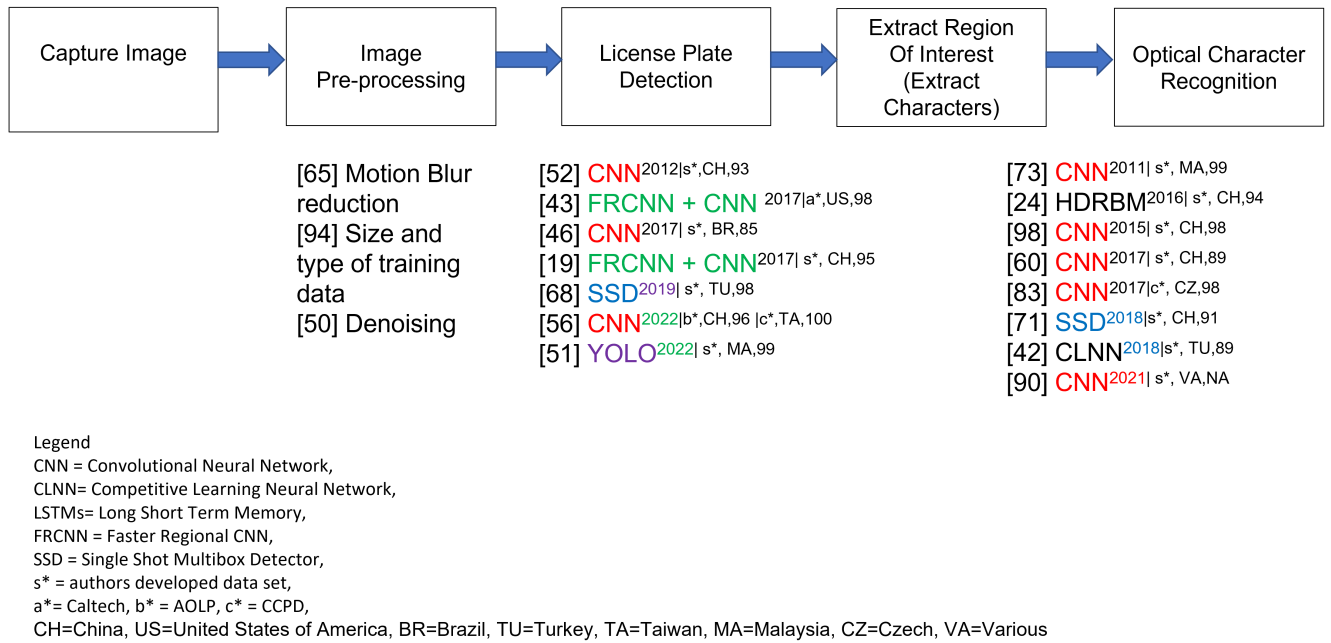 Capture Image
Image
Pre-processing
License Plate
Detection
Extract Region
Of Interest
(Extract
Characters)
Optical Character
Recognition
[65] Motion Blur
reduction
[94] Size and
type of training
data
[50] Denoising
[52] CNN2012|s*,CH,93
[43] FRCNN + CNN 2017|a*,US,98
[46] CNN2017| s*, BR,85
[19] FRCNN + CNN2017| s*, CH,95
[68] SSD2019| s*, TU,98
[56] CNN2022|b*,CH,96 |c*,TA,100
[51] YOLO2022| s*, MA,99
[73] CNN2011| s*, MA,99
[24] HDRBM2016| s*, CH,94
[98] CNN2015| s*, CH,98
[60] CNN2017| s*, CH,89
[83] CNN2017|c*, CZ,98
[71] SSD2018|s*, CH,91
[42] CLNN2018|s*, TU,89
[90] CNN2021| s*, VA,NA
Legend
CNN = Convolutional Neural Network,
CLNN= Competitive Learning Neural Network,
LSTMs= Long Short Term Memory,
FRCNN = Faster Regional CNN,
SSD = Single Shot Multibox Detector,
s* = authors developed data set,
a*= Caltech, b* = AOLP, c* = CCPD,
CH=China, US=United States of America, BR=Brazil, TU=Turkey, TA=Taiwan, MA=Malaysia, CZ=Czech, VA=Various